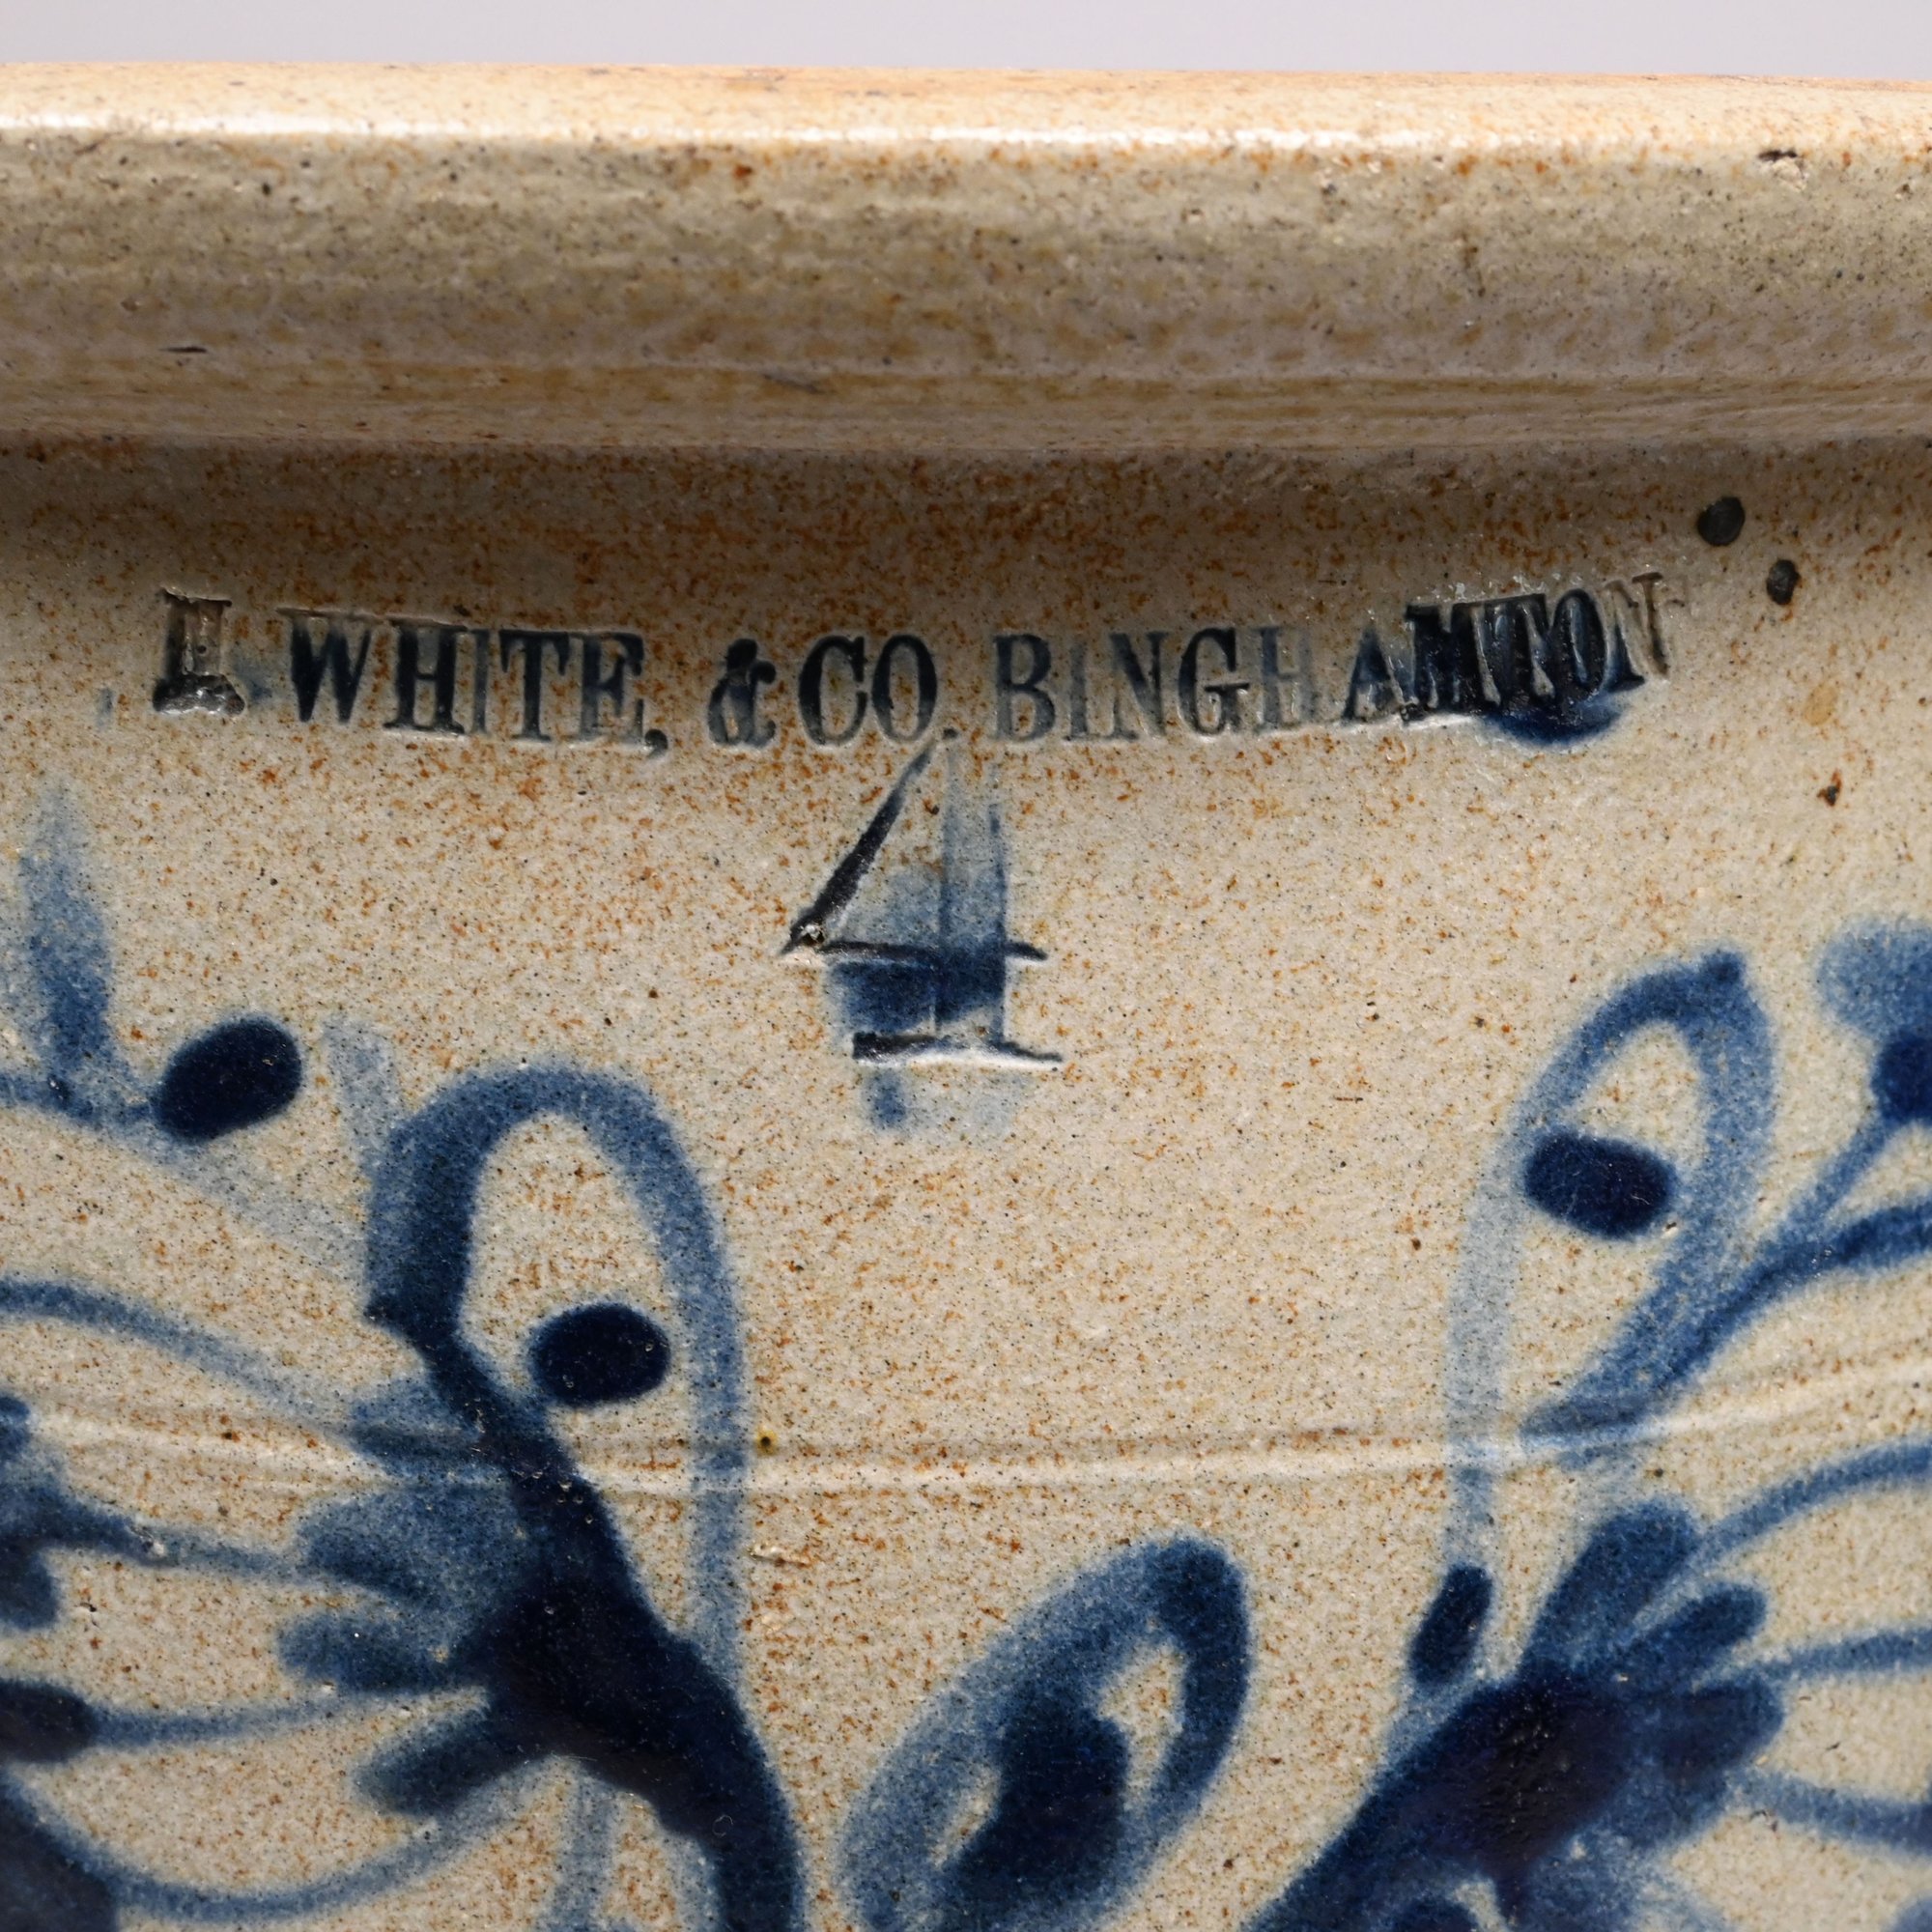 WHITE, & CO. BINGHAMTON
4